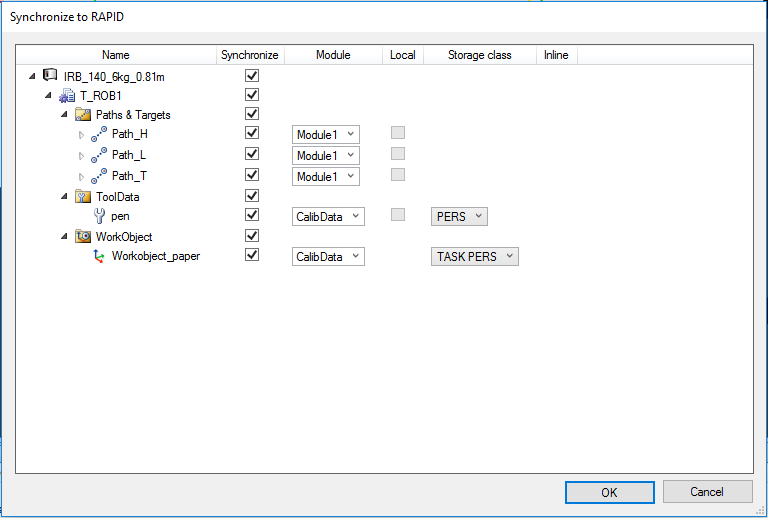 Synchronize to RAPID
Name Synchronize Module Local Storage class Inline
IRB_140_6kg_0.81m
T_ROB1
Paths & Targets
Path_H Module1
Path_L Module1
Path_T Module1
ToolData
pen CalibData PERS
WorkObject
Workobject_paper CalibData TASK PERS
OK Cancel